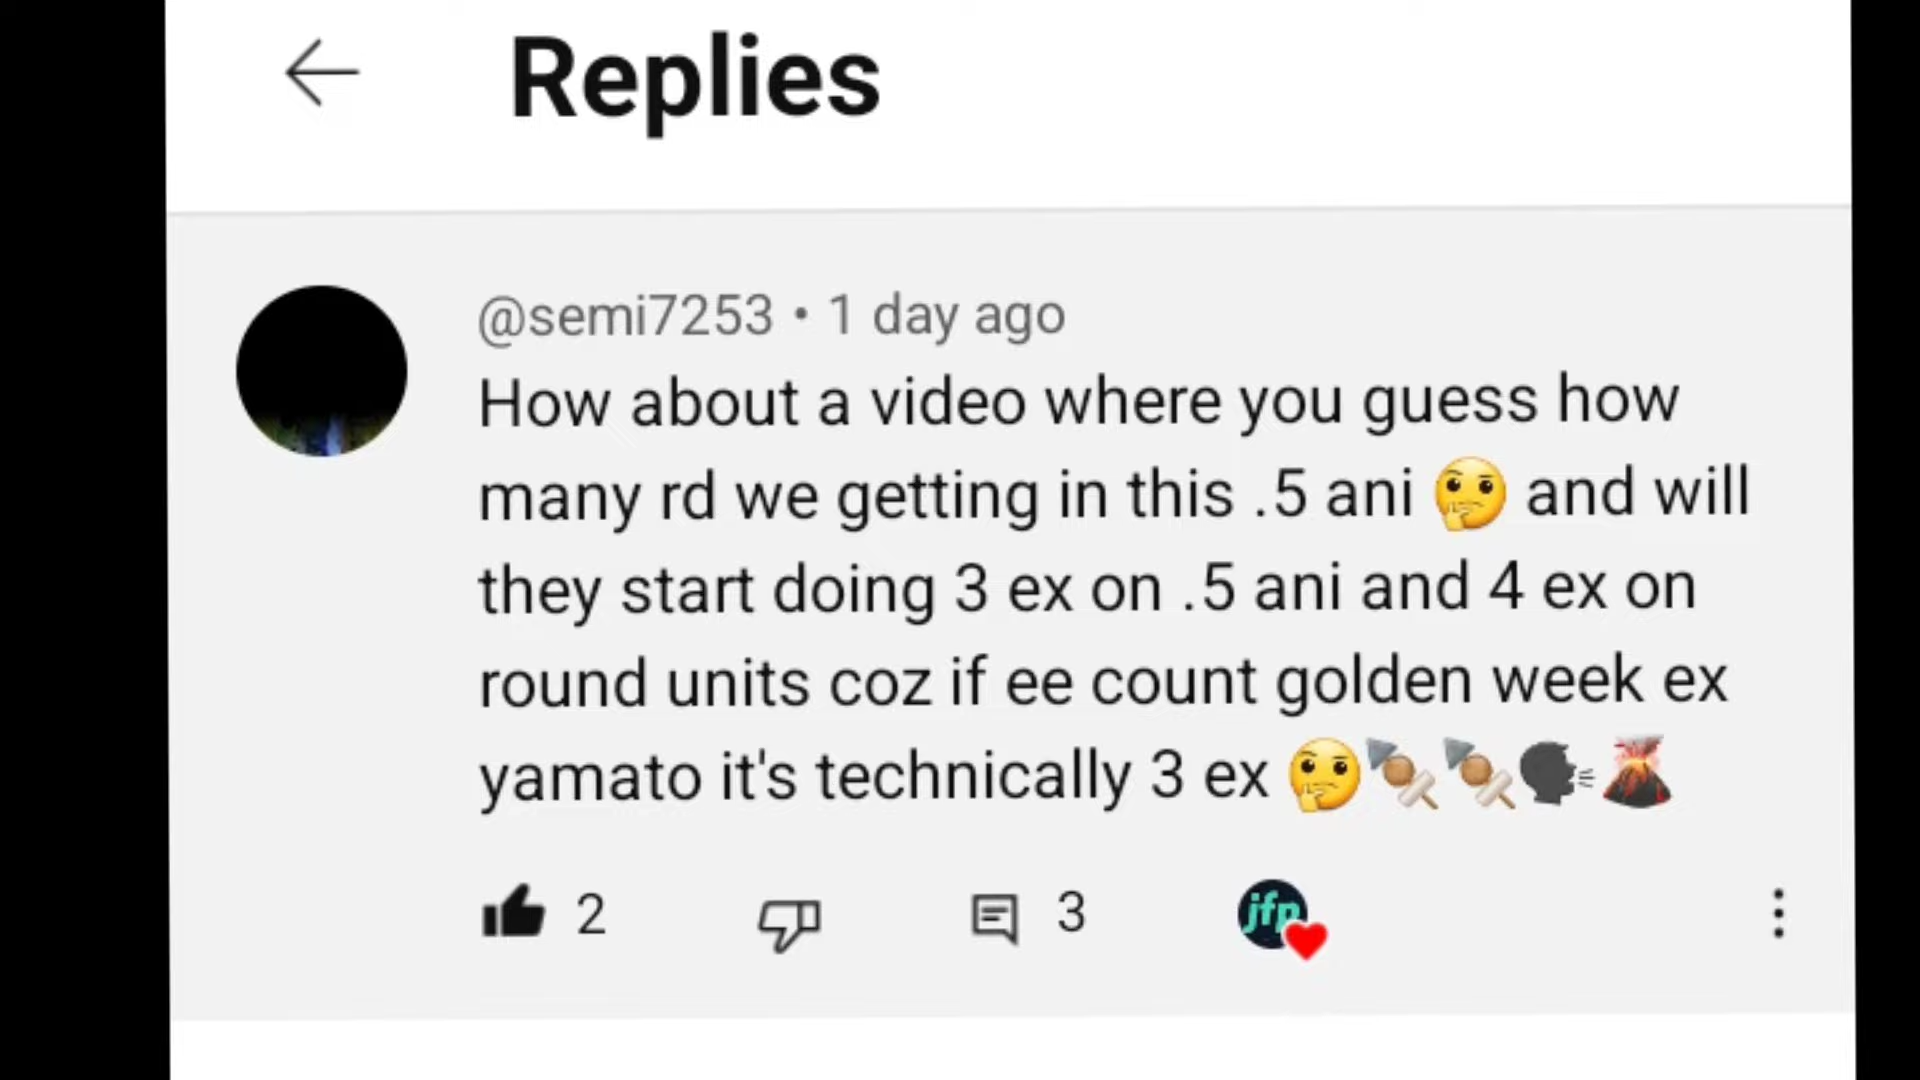 Replies
@semi7253 • 1 day ago
How about a video where you guess how
many rd we getting in this .5 ani 🤔 and will
they start doing 3 ex on .5 ani and 4 ex on
round units coz if ee count golden week ex
yamato it's technically 3 ex 🤔🍢🍢🗣️🌋
2
3
jfp